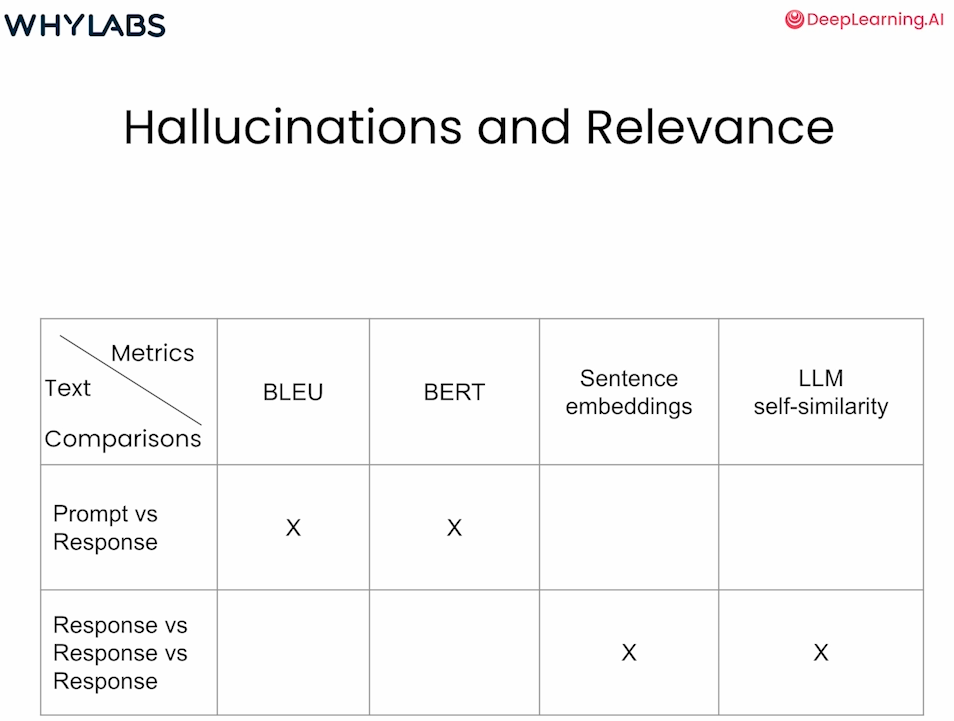 WHYLABS
DeepLearning.AI
Hallucinations and Relevance
Metrics
Text
Comparisons
BLEU
BERT
Sentence
embeddings
LLM
self-similarity
Prompt vs
Response
X
X
Response vs
Response vs
Response
X
X